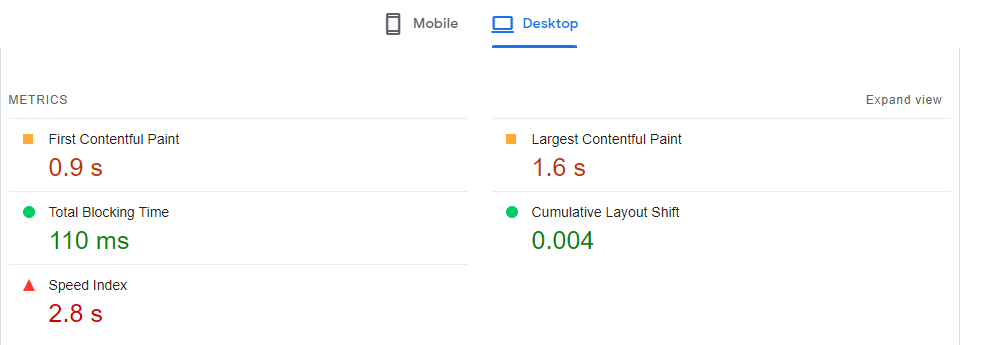 Mobile Desktop
METRICS Expand view
First Contentful Paint Largest Contentful Paint
0.9 s 1.6 s
Total Blocking Time Cumulative Layout Shift
110 ms 0.004
Speed Index
2.8 s